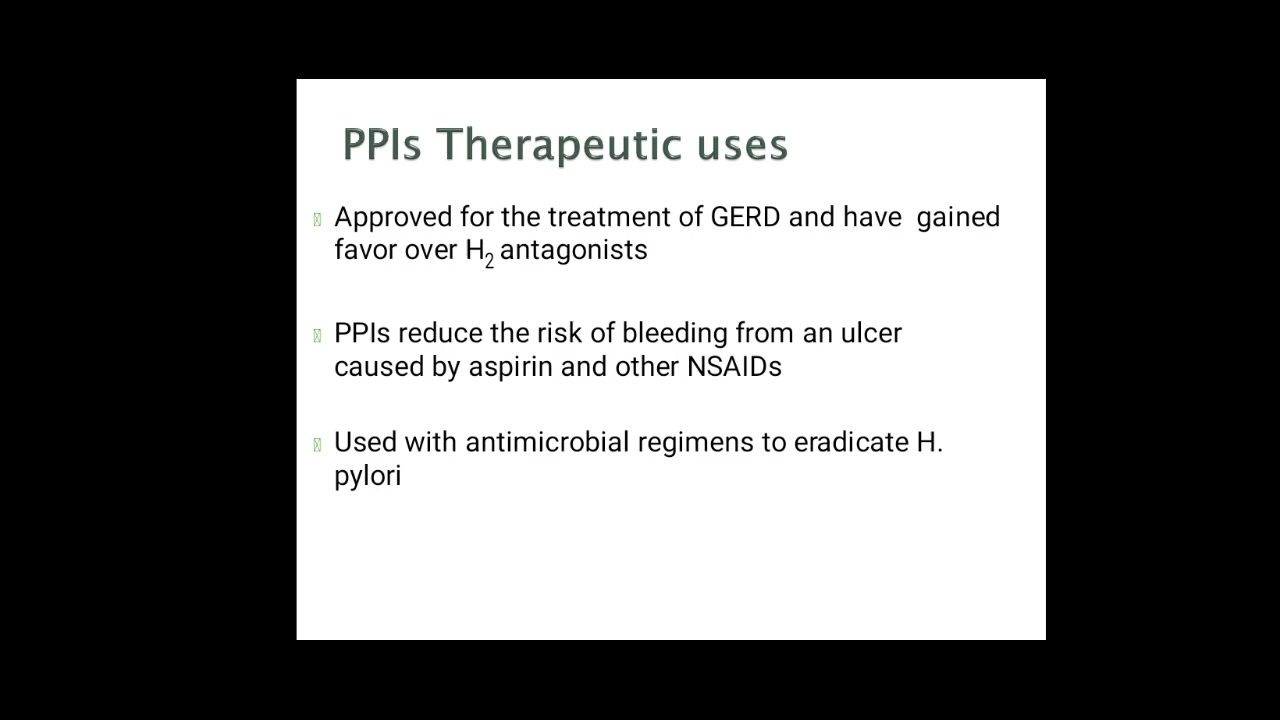 PPIs Therapeutic uses
Approved for the treatment of GERD and have  gained
favor over H₂ antagonists
PPIs reduce the risk of bleeding from an ulcer
caused by aspirin and other NSAIDs
Used with antimicrobial regimens to eradicate H.
pylori